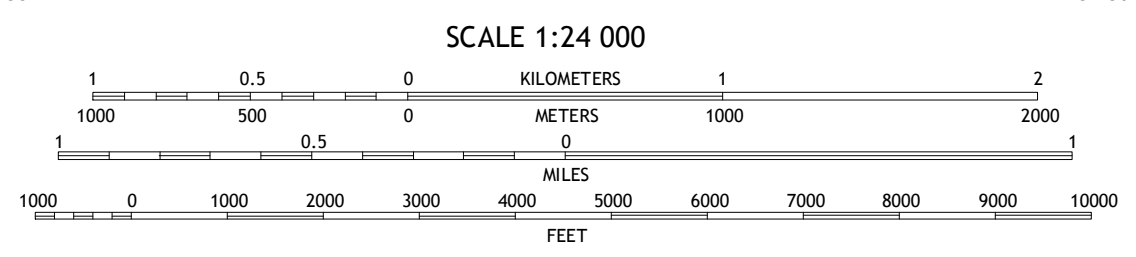 SCALE 1:24 000
1 0.5 0 KILOMETERS 1 2
1000 500 0 METERS 1000 2000
1 0.5 0 1
MILES
1000 0 1000 2000 3000 4000 5000 6000 7000 8000 9000 10000
FEET